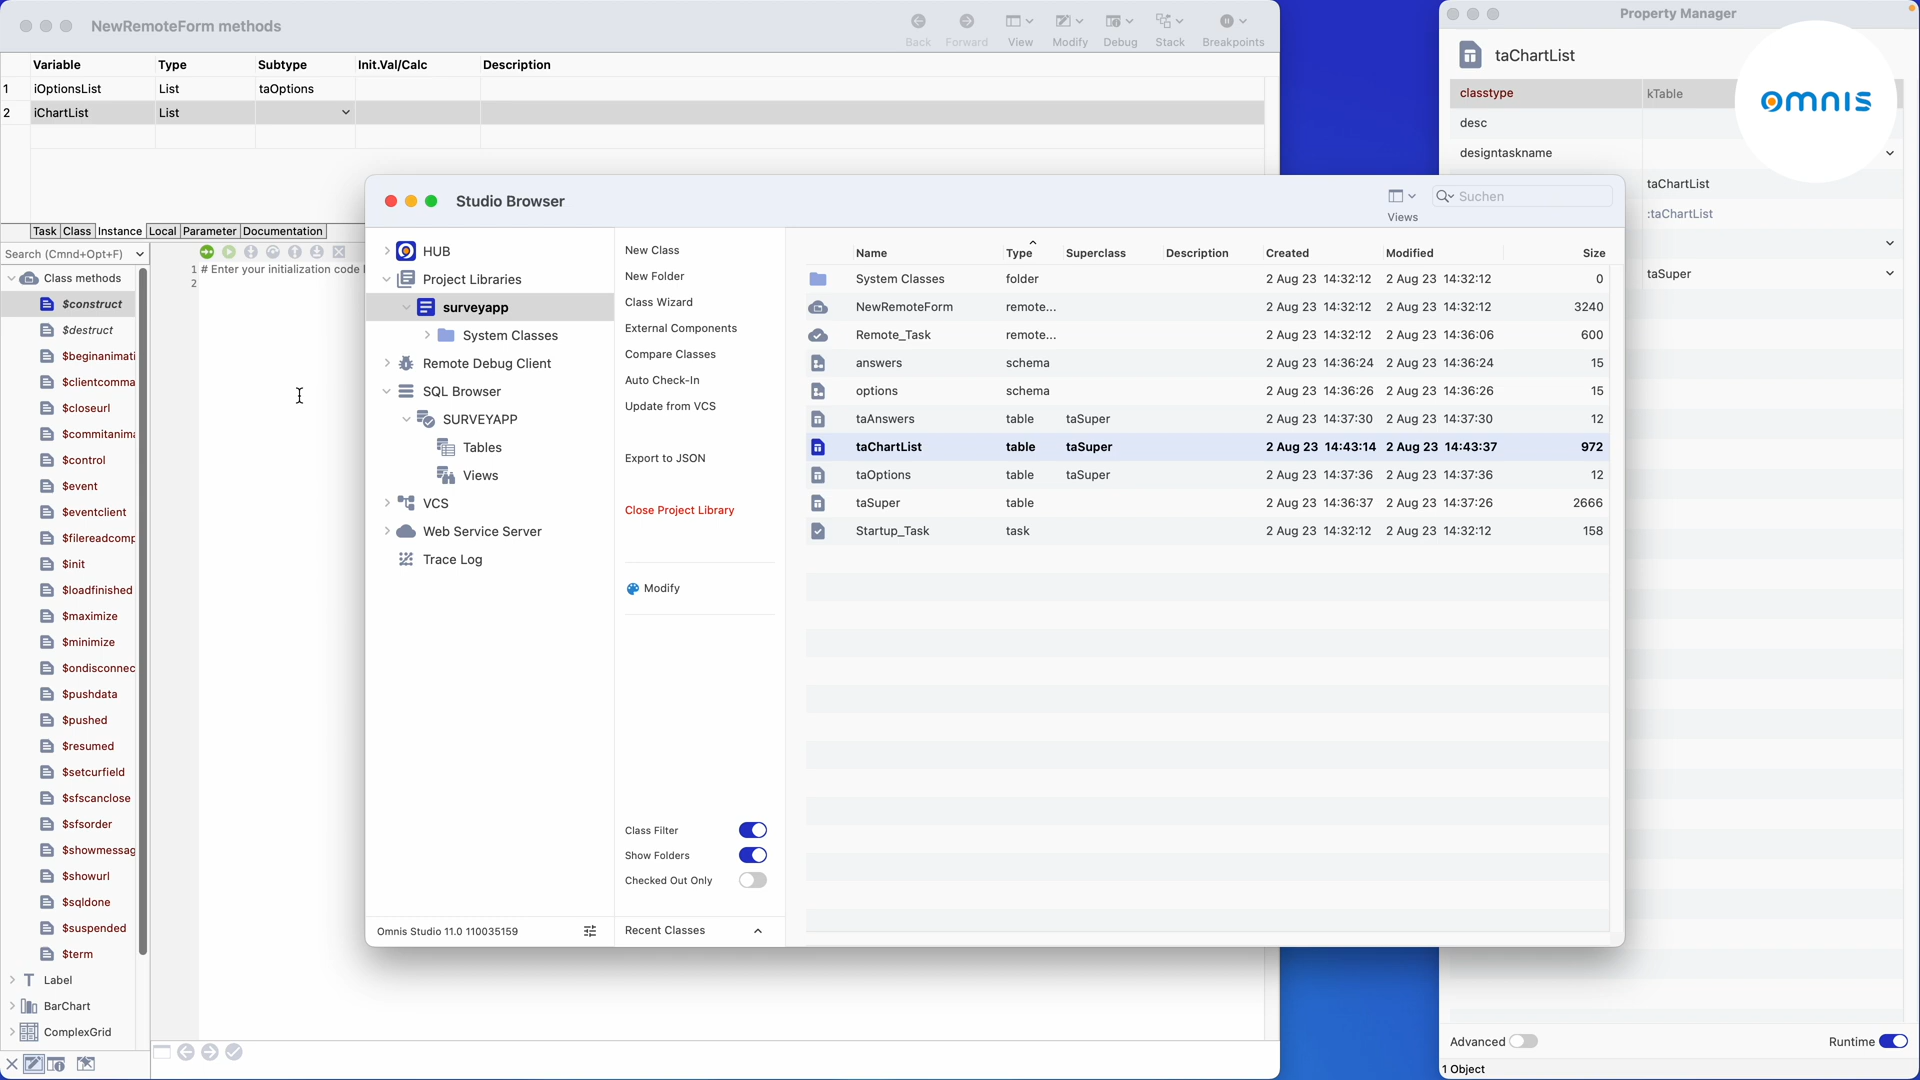 NewRemoteForm methods
Back
Forward
View
Modify
Debug
Stack
Breakpoints
Variable Type Subtype Init.Val/Calc Description
1 iOptionsList List taOptions
2 iChartList List
Task Class Instance Local Parameter Documentation
Search (Cmnd+Opt+F)
Class methods
$construct
$destruct
$beginanimati
$clientcomma
$closeurl
$commitanima
$control
$event
$eventclient
$filereadcomp
$init
$loadfinished
$maximize
$minimize
$ondisconnec
$pushdata
$pushed
$resumed
$setcurfield
$sfscanclose
$sfsorder
$showmessag
$showurl
$sqldone
$suspended
$term
Label
BarChart
ComplexGrid
1 # Enter your initialization code
2
Studio Browser
Views
Suchen
HUB
Project Libraries
surveyapp
System Classes
Remote Debug Client
SQL Browser
SURVEYAPP
Tables
Views
VCS
Web Service Server
Trace Log
Omnis Studio 11.0 110035159
New Class
New Folder
Class Wizard
External Components
Compare Classes
Auto Check-In
Update from VCS
Export to JSON
Close Project Library
Modify
Class Filter
Show Folders
Checked Out Only
Recent Classes
Name Type Superclass Description Created Modified Size
System Classes folder 2 Aug 23 14:32:12 2 Aug 23 14:32:12 0
NewRemoteForm remote... 2 Aug 23 14:32:12 2 Aug 23 14:32:12 3240
Remote_Task remote... 2 Aug 23 14:32:12 2 Aug 23 14:36:06 600
answers schema 2 Aug 23 14:36:24 2 Aug 23 14:36:24 15
options schema 2 Aug 23 14:36:26 2 Aug 23 14:36:26 15
taAnswers table taSuper 2 Aug 23 14:37:30 2 Aug 23 14:37:30 12
taChartList table taSuper 2 Aug 23 14:43:14 2 Aug 23 14:43:37 972
taOptions table taSuper 2 Aug 23 14:37:36 2 Aug 23 14:37:36 12
taSuper table 2 Aug 23 14:36:37 2 Aug 23 14:37:26 2666
Startup_Task task 2 Aug 23 14:32:12 2 Aug 23 14:32:12 158
Property Manager
taChartList
classtype kTable
desc
designtaskname
taChartList
:taChartList
taSuper
omnis
Advanced
Runtime
1 Object